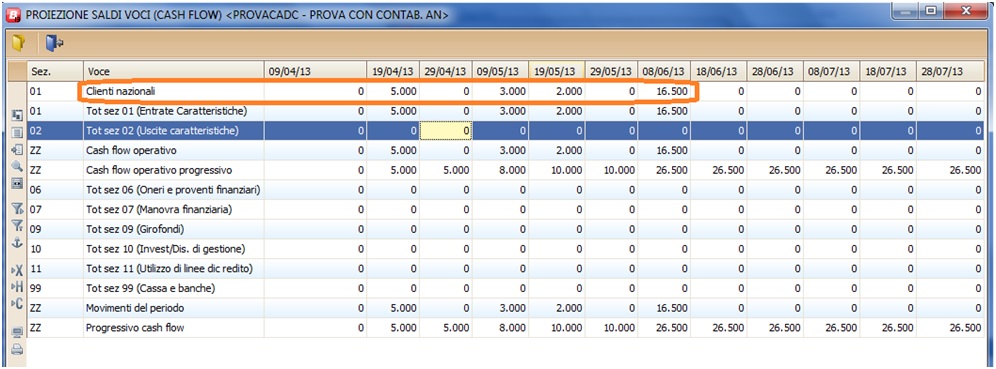 PROIEZIONE SALDI VOCI (CASH FLOW) <PROVACADC - PROVA CON CONTAB. AN>
Sez. Voce 09/04/13 19/04/13 29/04/13 09/05/13 19/05/13 29/05/13 08/06/13 18/06/13 28/06/13 08/07/13 18/07/13 28/07/13
01 Clienti nazionali 0 5.000 0 3.000 2.000 0 16.500 0 0 0 0 0
01 Tot sez 01 (Entrate Caratteristiche) 0 5.000 0 3.000 2.000 0 16.500 0 0 0 0 0
02 Tot sez 02 (Uscite caratteristiche) 0 0 0 0 0 0 0 0 0 0 0 0
ZZ Cash flow operativo 0 5.000 0 3.000 2.000 0 16.500 0 0 0 0 0
ZZ Cash flow operativo progressivo 0 5.000 5.000 8.000 10.000 10.000 26.500 26.500 26.500 26.500 26.500 26.500
06 Tot sez 06 (Oneri e proventi finanziari) 0 0 0 0 0 0 0 0 0 0 0 0
07 Tot sez 07 (Manovra finanziaria) 0 0 0 0 0 0 0 0 0 0 0 0
09 Tot sez 09 (Girofondi) 0 0 0 0 0 0 0 0 0 0 0 0
10 Tot sez 10 (Invest/Dis. di gestione) 0 0 0 0 0 0 0 0 0 0 0 0
11 Tot sez 11 (Utilizzo di linee dic redito) 0 0 0 0 0 0 0 0 0 0 0 0
99 Tot sez 99 (Cassa e banche) 0 0 0 0 0 0 0 0 0 0 0 0
ZZ Movimenti del periodo 0 5.000 0 3.000 2.000 0 16.500 0 0 0 0 0
ZZ Progressivo cash flow 0 5.000 5.000 8.000 10.000 10.000 26.500 26.500 26.500 26.500 26.500 26.500